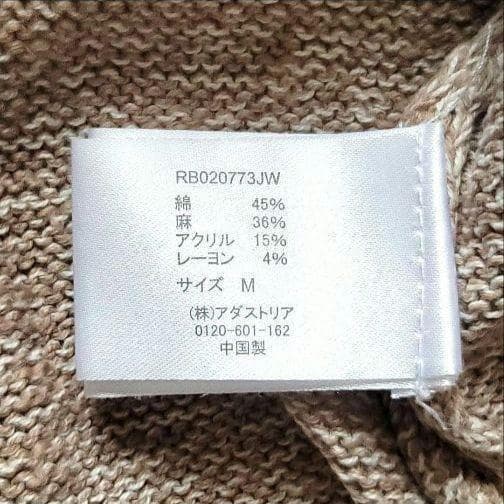 RB020773JW
綿 45%
麻 36%
アクリル 15%
レーヨン 4%
サイズ M
(株)アダストリア
0120-601-162
中国製